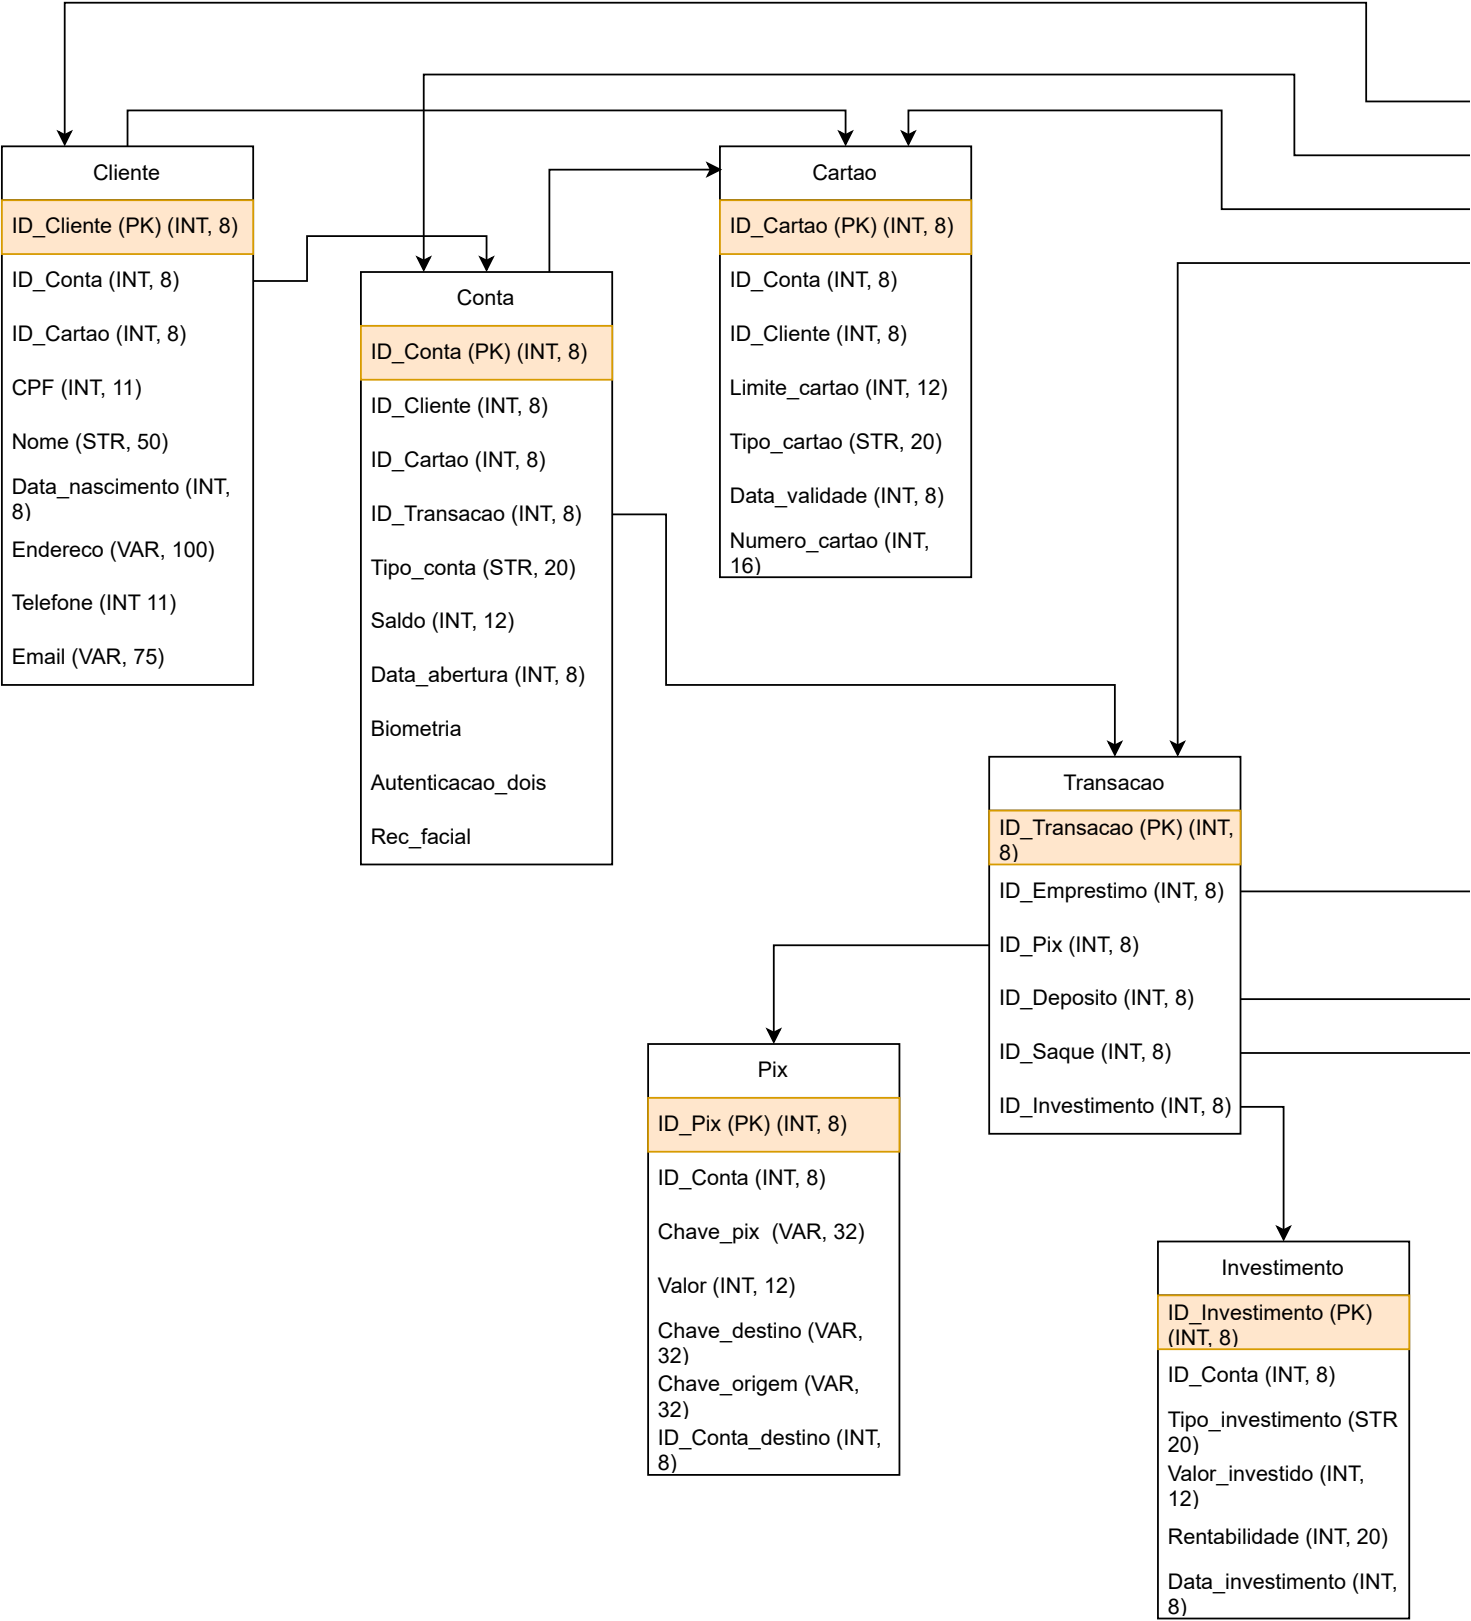 Cliente
ID_Cliente (PK) (INT, 8)
ID_Conta (INT, 8)
ID_Cartao (INT, 8)
CPF (INT, 11)
Nome (STR, 50)
Data_nascimento (INT,
8)
Endereco (VAR, 100)
Telefone (INT 11)
Email (VAR, 75)
Conta
ID_Conta (PK) (INT, 8)
ID_Cliente (INT, 8)
ID_Cartao (INT, 8)
ID_Transacao (INT, 8)
Tipo_conta (STR, 20)
Saldo (INT, 12)
Data_abertura (INT, 8)
Biometria
Autenticacao_dois
Rec_facial
Cartao
ID_Cartao (PK) (INT, 8)
ID_Conta (INT, 8)
ID_Cliente (INT, 8)
Limite_cartao (INT, 12)
Tipo_cartao (STR, 20)
Data_validade (INT, 8)
Numero_cartao (INT,
16)
Transacao
ID_Transacao (PK) (INT,
8)
ID_Emprestimo (INT, 8)
ID_Pix (INT, 8)
ID_Deposito (INT, 8)
ID_Saque (INT, 8)
ID_Investimento (INT, 8)
Pix
ID_Pix (PK) (INT, 8)
ID_Conta (INT, 8)
Chave_pix  (VAR, 32)
Valor (INT, 12)
Chave_destino (VAR,
32)
Chave_origem (VAR,
32)
ID_Conta_destino (INT,
8)
Investimento
ID_Investimento (PK)
(INT, 8)
ID_Conta (INT, 8)
Tipo_investimento (STR
20)
Valor_investido (INT,
12)
Rentabilidade (INT, 20)
Data_investimento (INT,
8)